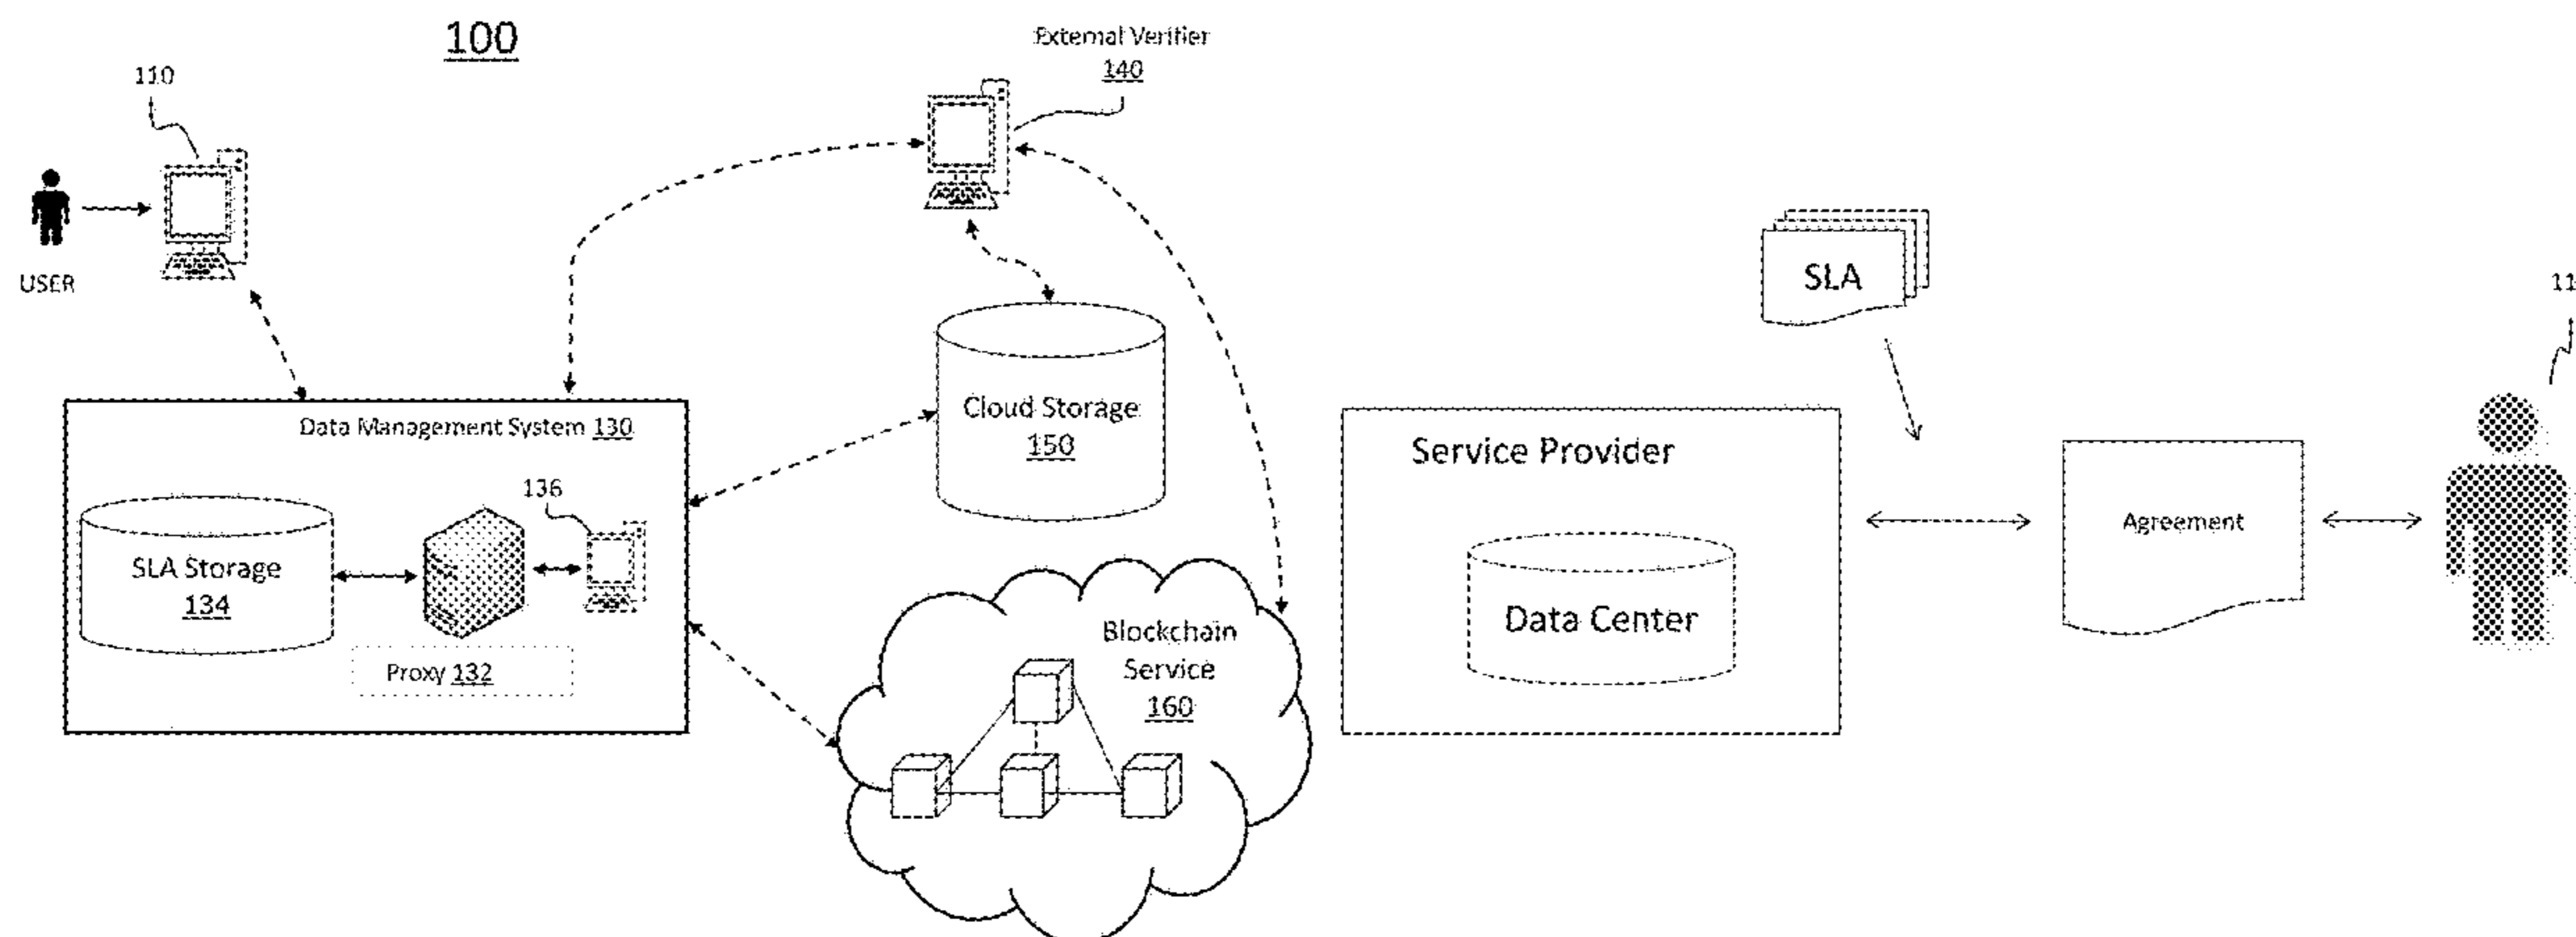 100
110
USER
External Verifier
140
Data Management System 130
SLA Storage
134
136
Proxy 132
Cloud Storage
150
Blockchain
Service
160
SLA
Service Provider
Data Center
Agreement
11